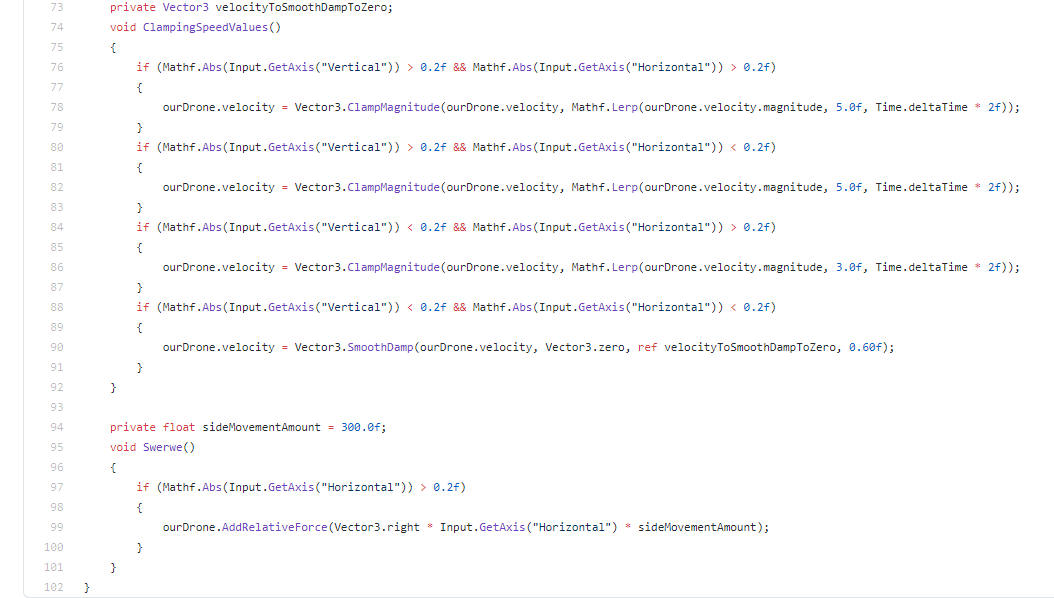 73 private Vector3 velocityToSmoothDampToZero;
74 void ClampingSpeedValues()
75 {
76 if (Mathf.Abs(Input.GetAxis("Vertical")) > 0.2f && Mathf.Abs(Input.GetAxis("Horizontal")) > 0.2f)
77 {
78 ourDrone.velocity = Vector3.ClampMagnitude(ourDrone.velocity, Mathf.Lerp(ourDrone.velocity.magnitude, 5.0f, Time.deltaTime * 2f));
79 }
80 if (Mathf.Abs(Input.GetAxis("Vertical")) > 0.2f && Mathf.Abs(Input.GetAxis("Horizontal")) < 0.2f)
81 {
82 ourDrone.velocity = Vector3.ClampMagnitude(ourDrone.velocity, Mathf.Lerp(ourDrone.velocity.magnitude, 5.0f, Time.deltaTime * 2f));
83 }
84 if (Mathf.Abs(Input.GetAxis("Vertical")) < 0.2f && Mathf.Abs(Input.GetAxis("Horizontal")) > 0.2f)
85 {
86 ourDrone.velocity = Vector3.ClampMagnitude(ourDrone.velocity, Mathf.Lerp(ourDrone.velocity.magnitude, 3.0f, Time.deltaTime * 2f));
87 }
88 if (Mathf.Abs(Input.GetAxis("Vertical")) < 0.2f && Mathf.Abs(Input.GetAxis("Horizontal")) < 0.2f)
89 {
90 ourDrone.velocity = Vector3.SmoothDamp(ourDrone.velocity, Vector3.zero, ref velocityToSmoothDampToZero, 0.60f);
91 }
92 }
93
94 private float sideMovementAmount = 300.0f;
95 void Swerwe()
96 {
97 if (Mathf.Abs(Input.GetAxis("Horizontal")) > 0.2f)
98 {
99 ourDrone.AddRelativeForce(Vector3.right * Input.GetAxis("Horizontal") * sideMovementAmount);
100 }
101 }
102 }